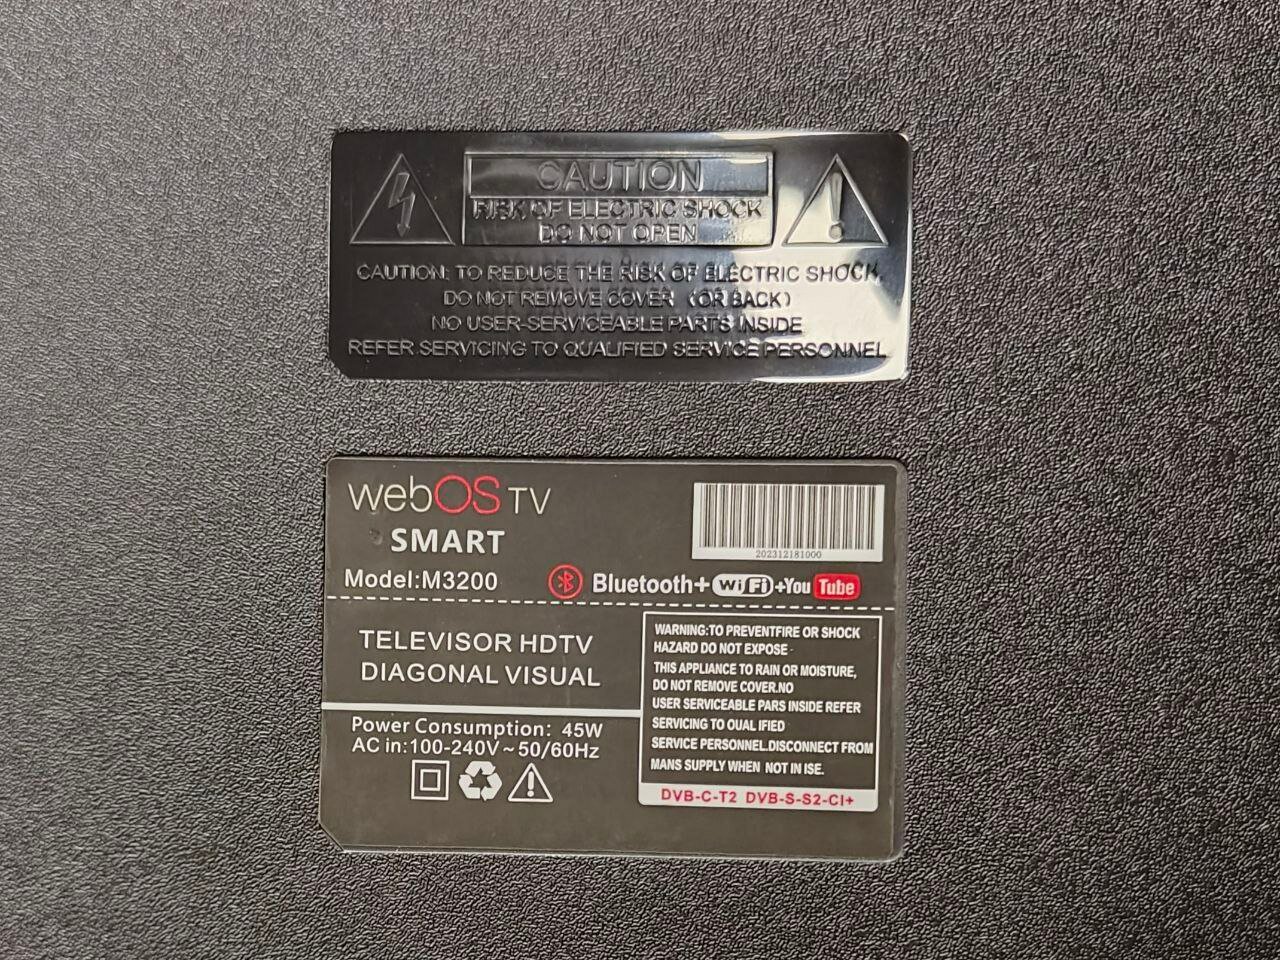 CAUTION
RISK OF ELECTRIC SHOCK
DO NOT OPEN
CAUTION: TO REDUCE THE RISK OF ELECTRIC SHOCK,
DO NOT REMOVE COVER (OR BACK)
NO USER-SERVICEABLE PARTS INSIDE
REFER SERVICING TO QUALIFIED SERVICE PERSONNEL
webOS TV
SMART
202312181000
Model:M3200
Bluetooth+WiFi+YouTube
TELEVISOR HDTV
DIAGONAL VISUAL
Power Consumption: 45W
AC in:100-240V~50/60Hz
WARNING:TO PREVENTFIRE OR SHOCK
HAZARD DO NOT EXPOSE -
THIS APPLIANCE TO RAIN OR MOISTURE,
DO NOT REMOVE COVER.NO
USER SERVICEABLE PARS INSIDE REFER
SERVICING TO OUAL IFIED
SERVICE PERSONNEL.DISCONNECT FROM
MANS SUPPLY WHEN NOT IN ISE.
DVB-C-T2 DVB-S-S2-CI+